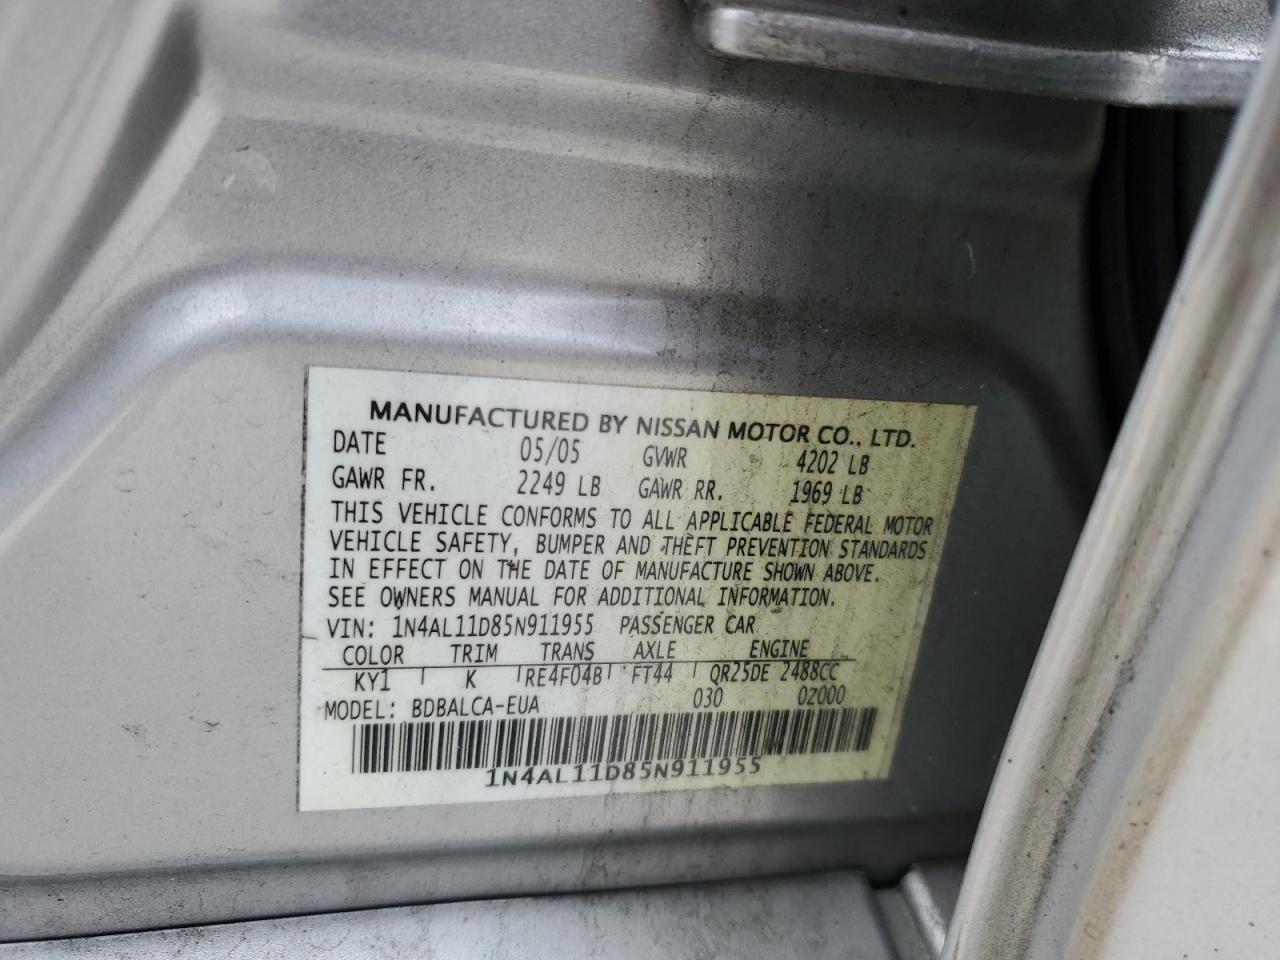 MANUFACTURED BY NISSAN MOTOR CO., LTD.
DATE 05/05 GVWR 4202 LB
GAWR FR. 2249 LB GAWR RR. 1969 LB
THIS VEHICLE CONFORMS TO ALL APPLICABLE FEDERAL MOTOR
VEHICLE SAFETY, BUMPER AND THEFT PREVENTION STANDARDS
IN EFFECT ON THE DATE OF MANUFACTURE SHOWN ABOVE.
SEE OWNERS MANUAL FOR ADDITIONAL INFORMATION.
VIN: 1N4AL11D85N911955 PASSENGER CAR
COLOR TRIM TRANS AXLE ENGINE
KY1 K RE4F04B FT44 QR25DE 2488CC
MODEL: BDBALCA-EUA 030 0Z000
1N4AL11D85N911955